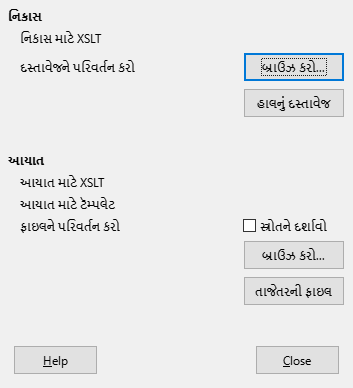 નિકાસ
નિકાસ માટે XSLT
દસ્તાવેજને પરિવર્તન કરો
બ્રાઉઝ કરો...
હાલનું દસ્તાવેજ
આયાત
આયાત માટે XSLT
આયાત માટે ટૅમ્પલેટ
ફાઇલને પરિવર્તન કરો
સ્ત્રોતને દર્શાવો
બ્રાઉઝ કરો...
તાજેતરની ફાઇલ
Help
Close